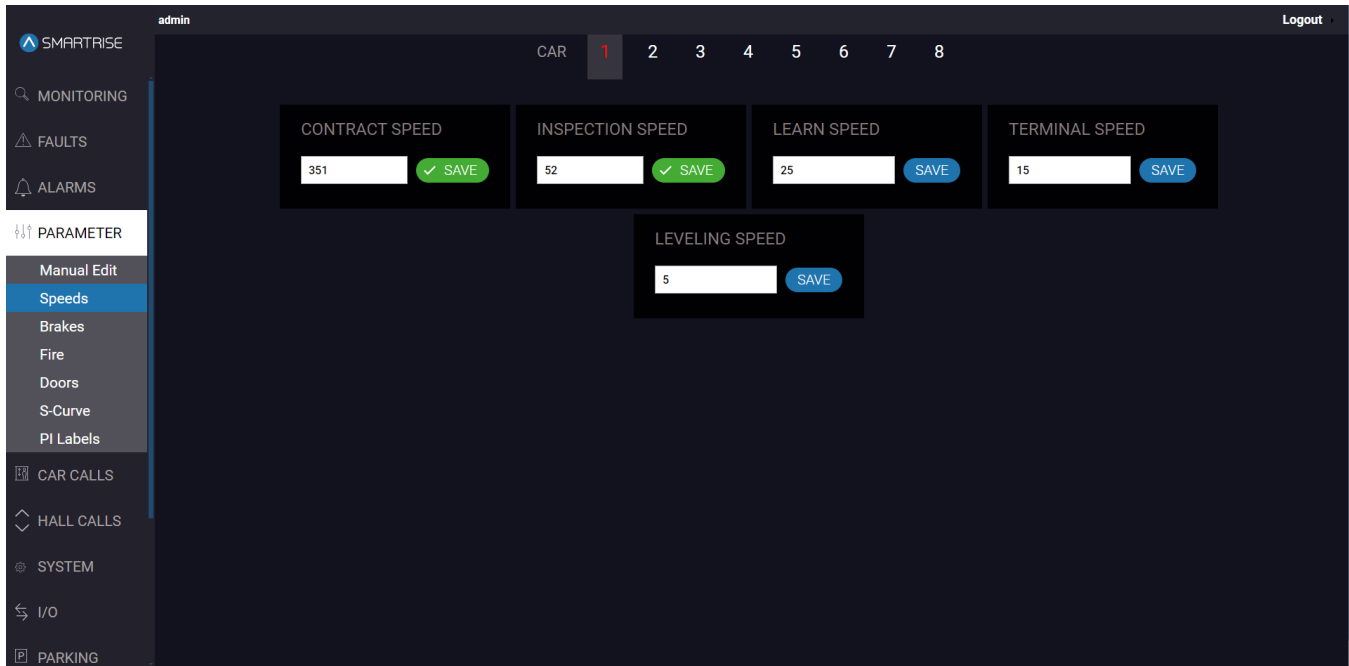 admin
Logout
SMARTRISE
CAR 1 2 3 4 5 6 7 8
MONITORING
FAULTS
ALARMS
PARAMETER
Manual Edit
Speeds
Brakes
Fire
Doors
S-Curve
PI Labels
CAR CALLS
HALL CALLS
SYSTEM
I/O
P PARKING
CONTRACT SPEED
351 SAVE
INSPECTION SPEED
52 SAVE
LEARN SPEED
25 SAVE
TERMINAL SPEED
15 SAVE
LEVELING SPEED
5 SAVE